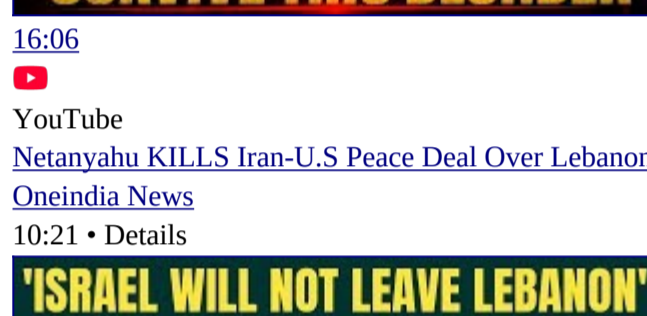 16:06
YouTube
Netanyahu KILLS Iran-U.S Peace Deal Over Lebanon
Oneindia News
10:21 • Details
'ISRAEL WILL NOT LEAVE LEBANON'